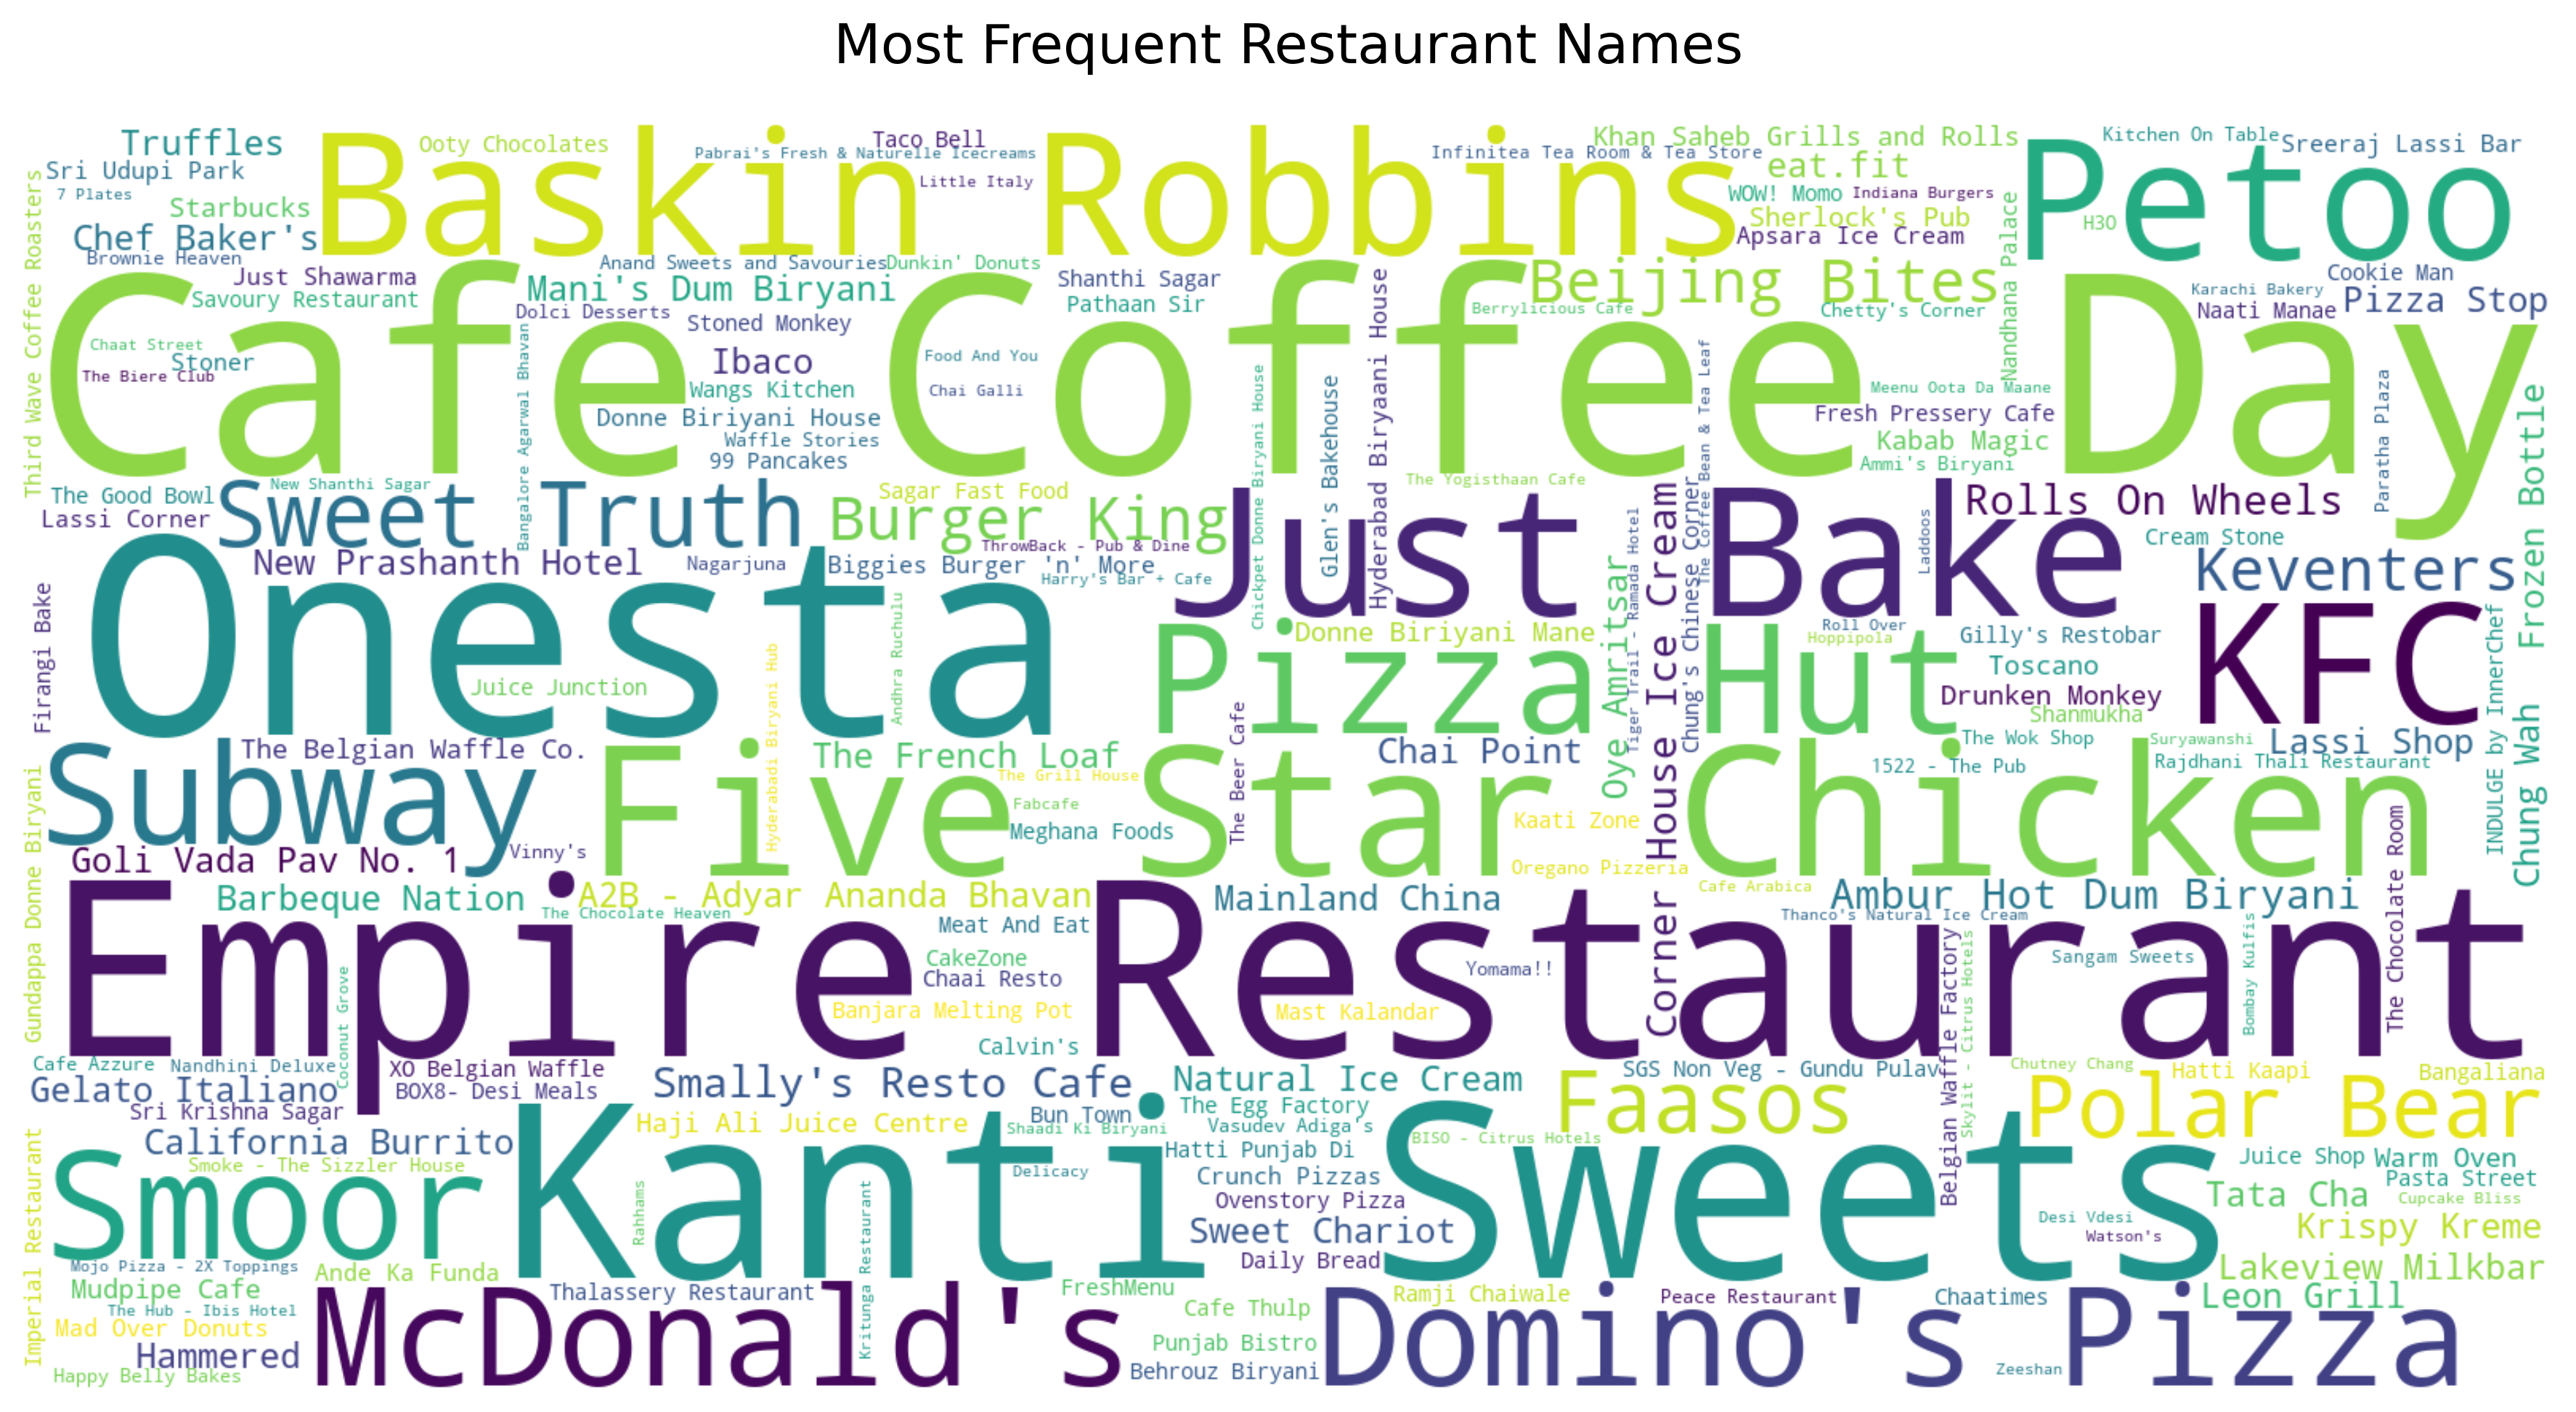 Most Frequent Restaurant Names
Truffles
Baskin Robbins
Ooty Chocolates
Taco Bell
Pabrai's Fresh & Naturelle Icecreams
Little Italy
Infinitea Tea Room & Tea Store
Khan Saheb Grills and Rolls
eat.fit
Petoo
Kitchen On Table
Sreeraj Lassi Bar
Sri Udupi Park
7 Plates
Starbucks
WOW! Momo
Indiana Burgers
Sherlock's Pub
Apsara Ice Cream
H30
Chef Baker's
Brownie Heaven
Third Wave Coffee Roasters
Nandhana Palace
Cafe Coffee Day
Just Shawarma
Savoury Restaurant
Anand Sweets and Savouries
Dunkin' Donuts
Mani's Dum Biryani
Dolci Desserts
Stoned Monkey
Shanthi Sagar
Pathaan Sir
Hyderabad Biryaani House
Beijing Bites
Berrylicious Cafe
Chetty's Corner
Cookie Man
Karachi Bakery
Naati Manae
Pizza Stop
Chaat Street
Stoner
The Biere Club
Bangalore Agarwal Bhavan
Ibaco
Wangs Kitchen
Donne Biriyani House
Waffle Stories
99 Pancakes
Food And You
Chai Galli
Chickpet Donne Biryani House
Glen's Bakehouse
The Coffee Bean & Tea Leaf
Meenu Oota Da Maane
Fresh Pressery Cafe
Kabab Magic
Ammi's Biryani
Paratha Plaza
Frozen Bottle
The Good Bowl
New Shanthi Sagar
Lassi Corner
Sweet Truth
Sagar Fast Food
Burger King
The Yogisthaan Cafe
Just Bake
Rolls On Wheels
Laddoos
Cream Stone
Keventers
New Prashanth Hotel
Nagarjuna
ThrowBack - Pub & Dine
Biggies Burger 'n' More
Harry's Bar + Cafe
Onesta
Firangi Bake
Juice Junction
Andhra Ruchulu
Hyderabadi Biryani Hub
Pizza Hut
Donne Biriyani Mane
Oye Amritsar
Tiger Trail - Ramada Hotel
Corner House Ice Cream
Chung's Chinese Corner
Roll Over
Hoppipola
Gilly's Restobar
Toscano
Drunken Monkey
Shanmukha
KFC
INDULGE by InnerChef
Chung Wah
Subway
The Belgian Waffle Co.
Five Star Chicken
The French Loaf
The Grill House
Fabcafe
Meghana Foods
The Beer Cafe
Chai Point
Kaati Zone
Oregano Pizzeria
The Wok Shop
1522 - The Pub
Suryawanshi
Lassi Shop
Rajdhani Thali Restaurant
Gundappa Donne Biryani
Goli Vada Pav No. 1
Vinny's
Empire Restaurant
Barbeque Nation
A2B - Adyar Ananda Bhavan
The Chocolate Heaven
Meat And Eat
Mainland China
Cafe Arabica
Ambur Hot Dum Biryani
Thanco's Natural Ice Cream
The Chocolate Room
CakeZone
Chaai Resto
Banjara Melting Pot
Yomama!!
Mast Kalandar
Sangam Sweets
Bombay Kulfis
Belgian Waffle Factory
Skylit - Citrus Hotels
Coconut Grove
Calvin's
Cafe Azzure
Nandhini Deluxe
XO Belgian Waffle
BOX8- Desi Meals
Gelato Italiano
Sri Krishna Sagar
Smally's Resto Cafe
Natural Ice Cream
SGS Non Veg - Gundu Pulav
Chutney Chang
Hatti Kaapi
Bangaliana
Faasos
Polar Bear
Kanti Sweets
Haji Ali Juice Centre
Bun Town
Shaadi Ki Biryani
The Egg Factory
Vasudev Adiga's
BISO - Citrus Hotels
Hatti Punjab Di
California Burrito
Smoke - The Sizzler House
Imperial Restaurant
Smoor
Rahhams
Kritunga Restaurant
Delicacy
Crunch Pizzas
Ovenstory Pizza
Sweet Chariot
Daily Bread
Juice Shop
Warm Oven
Pasta Street
Tata Cha
Cupcake Bliss
Desi Vdesi
Watson's
Krispy Kreme
Lakeview Milkbar
Mojo Pizza - 2X Toppings
Mudpipe Cafe
Ande Ka Funda
The Hub - Ibis Hotel
Mad Over Donuts
Hammered
Happy Belly Bakes
McDonald's
Thalassery Restaurant
FreshMenu
Cafe Thulp
Punjab Bistro
Behrouz Biryani
Domino's Pizza
Ramji Chaiwale
Peace Restaurant
Chaatimes
Leon Grill
Zeeshan